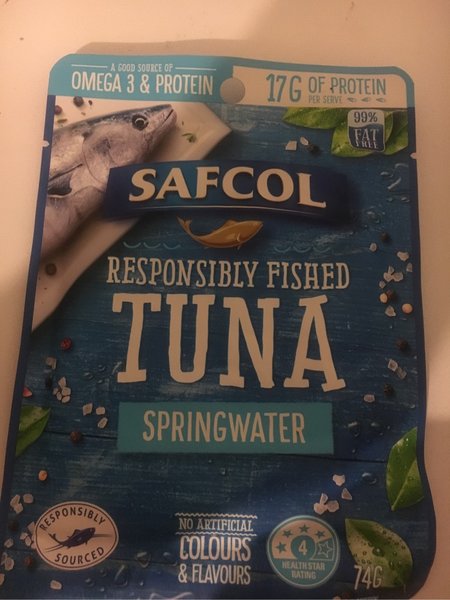 A GOOD SOURCE OF
OMEGA 3 & PROTEIN
17G OF PROTEIN
PER SERVE
99%
FAT
FREE
SAFCOL
RESPONSIBLY FISHED
TUNA
SPRINGWATER
RESPONSIBLY
SOURCED
NO ARTIFICIAL
COLOURS
& FLAVOURS
4
HEALTH STAR
RATING
74G